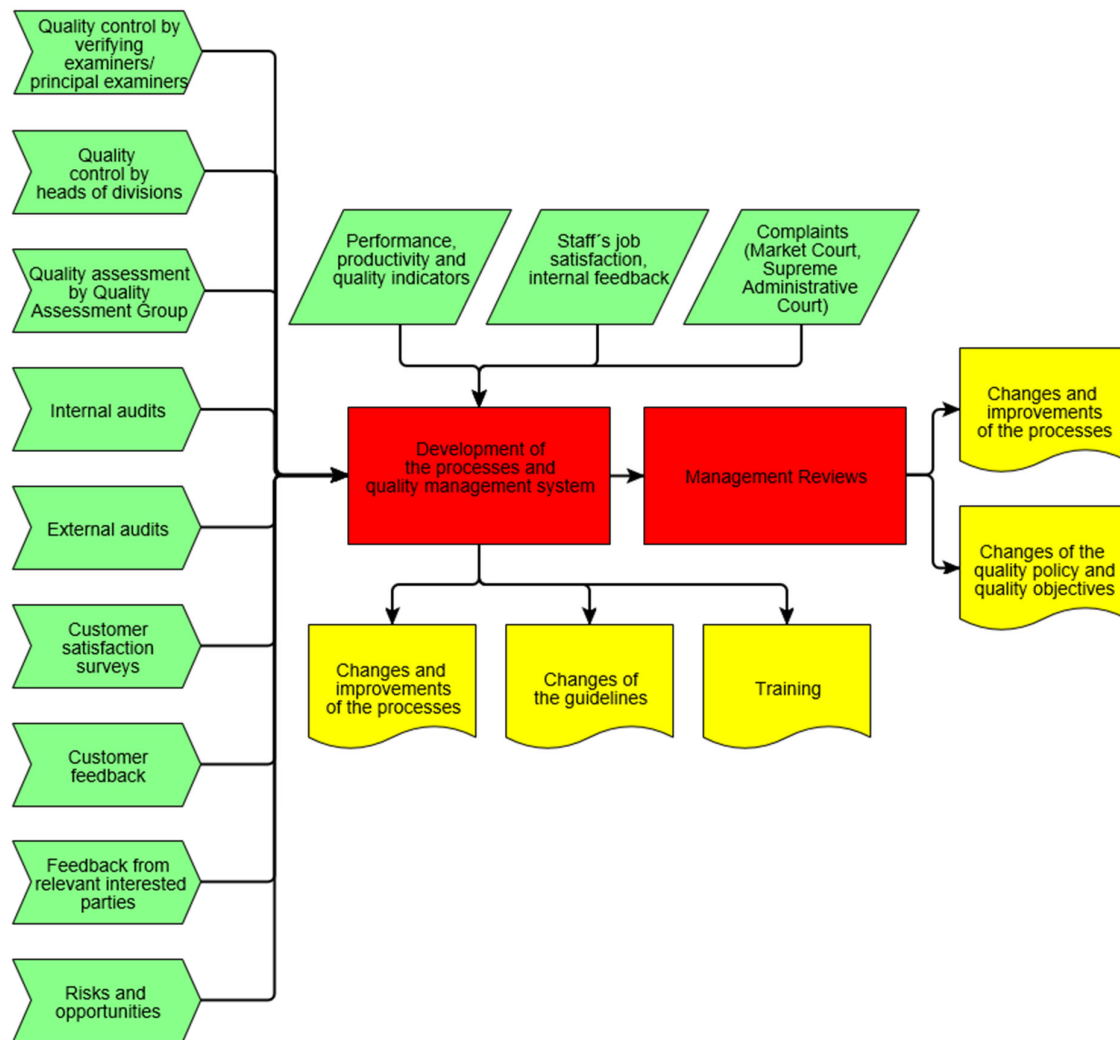 Quality control by
verifying
examiners/
principal examiners
Quality
control by
heads of divisions
Quality assessment
by Quality
Assessment Group
Internal audits
External audits
Customer
satisfaction
surveys
Customer
feedback
Feedback from
relevant interested
parties
Risks and
opportunities
Performance,
productivity and
quality indicators
Staff´s job
satisfaction,
internal feedback
Complaints
(Market Court,
Supreme
Administrative
Court)
Development of
the processes and
quality management system
Management Reviews
Changes and
improvements
of the processes
Changes of the
quality policy and
quality objectives
Changes and
improvements
of the processes
Changes of
the guidelines
Training